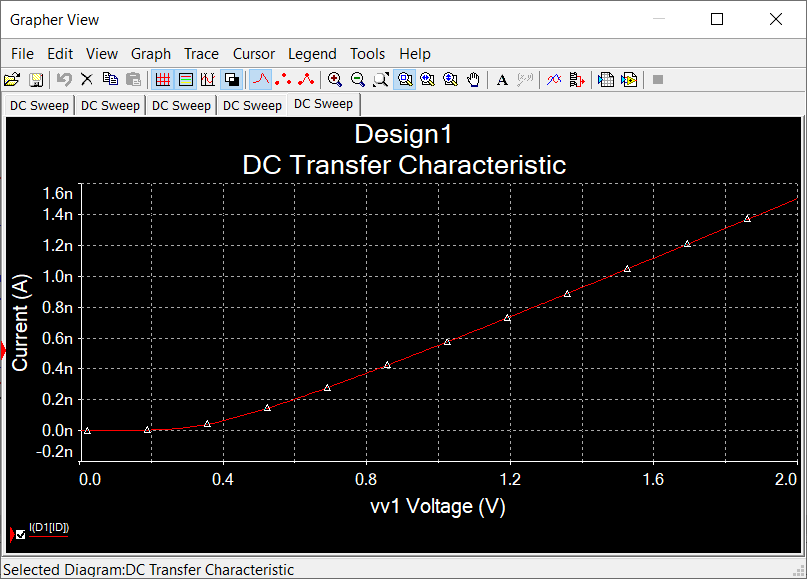 Grapher View
File Edit View Graph Trace Cursor Legend Tools Help
A
DC Sweep DC Sweep DC Sweep DC Sweep DC Sweep
Design1
DC Transfer Characteristic
1.6n
1.4n
1.2n
1.0n
0.8n
0.6n
0.4n
0.2n
0.0n
-0.2n
Current (A)
0.0 0.4 0.8 1.2 1.6 2.0
vv1 Voltage (V)
I(D1[ID])
Selected Diagram:DC Transfer Characteristic